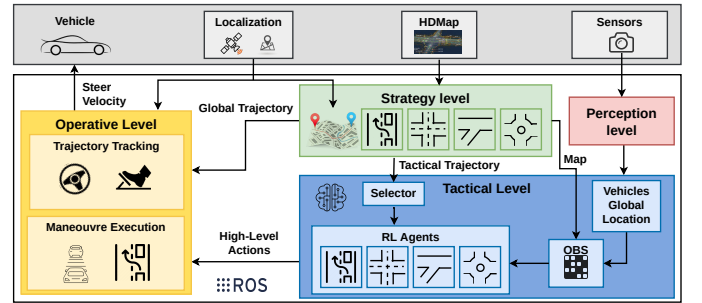 Vehicle
Localization
HDMap
Sensors
Steer
Velocity
Global Trajectory
Strategy level
Perception
level
Operative Level
Trajectory Tracking
Tactical Trajectory
Map
Selector
Tactical Level
Vehicles
Global
Location
Maneouvre Execution
High-Level
Actions
RL Agents
OBS
ROS